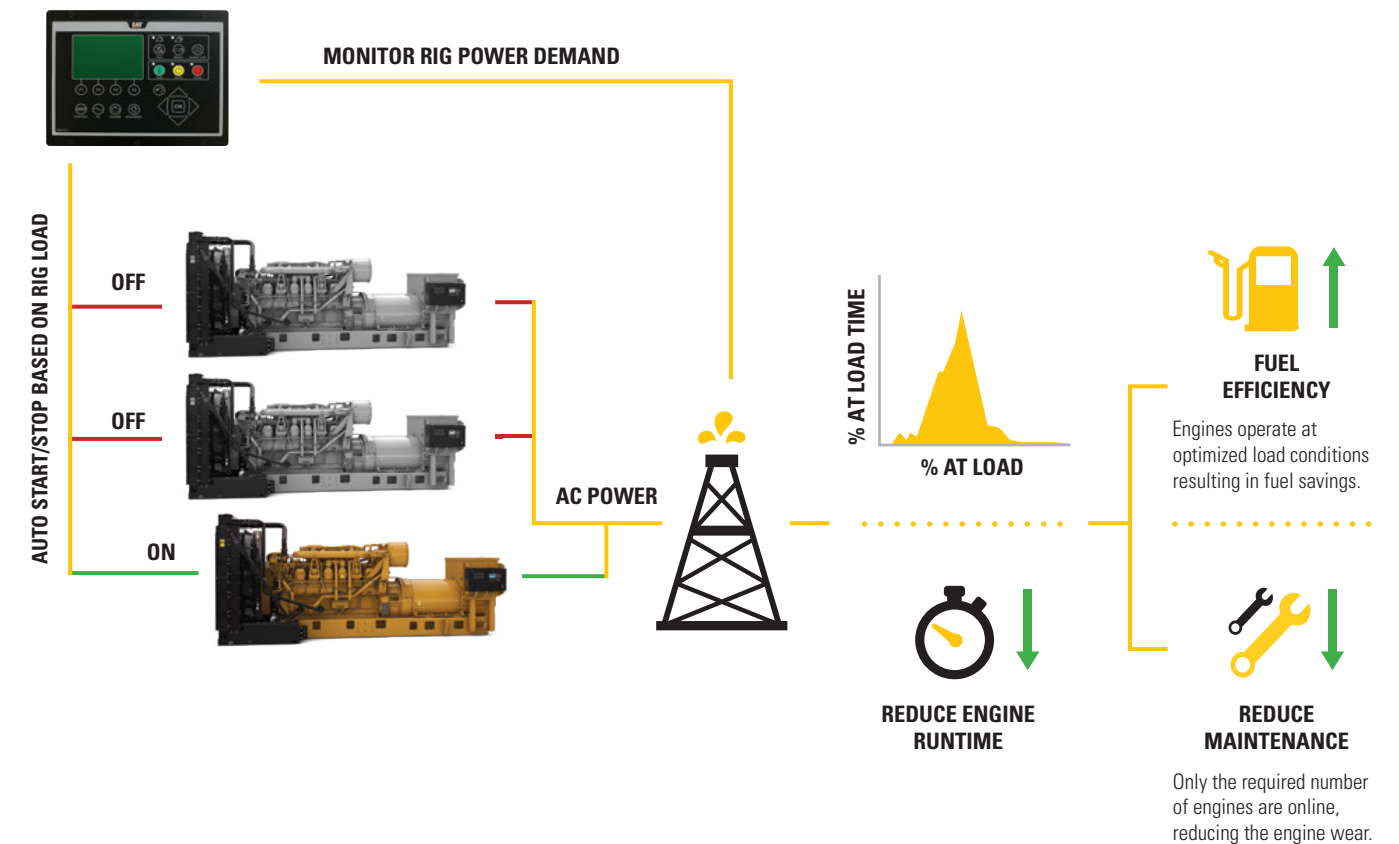 CAT
MONITOR RIG POWER DEMAND
AUTO START/STOP BASED ON RIG LOAD
OFF
OFF
ON
AC POWER
% AT LOAD TIME
% AT LOAD
FUEL
EFFICIENCY
Engines operate at
optimized load conditions
resulting in fuel savings.
REDUCE ENGINE
RUNTIME
REDUCE
MAINTENANCE
Only the required number
of engines are online,
reducing the engine wear.
OK